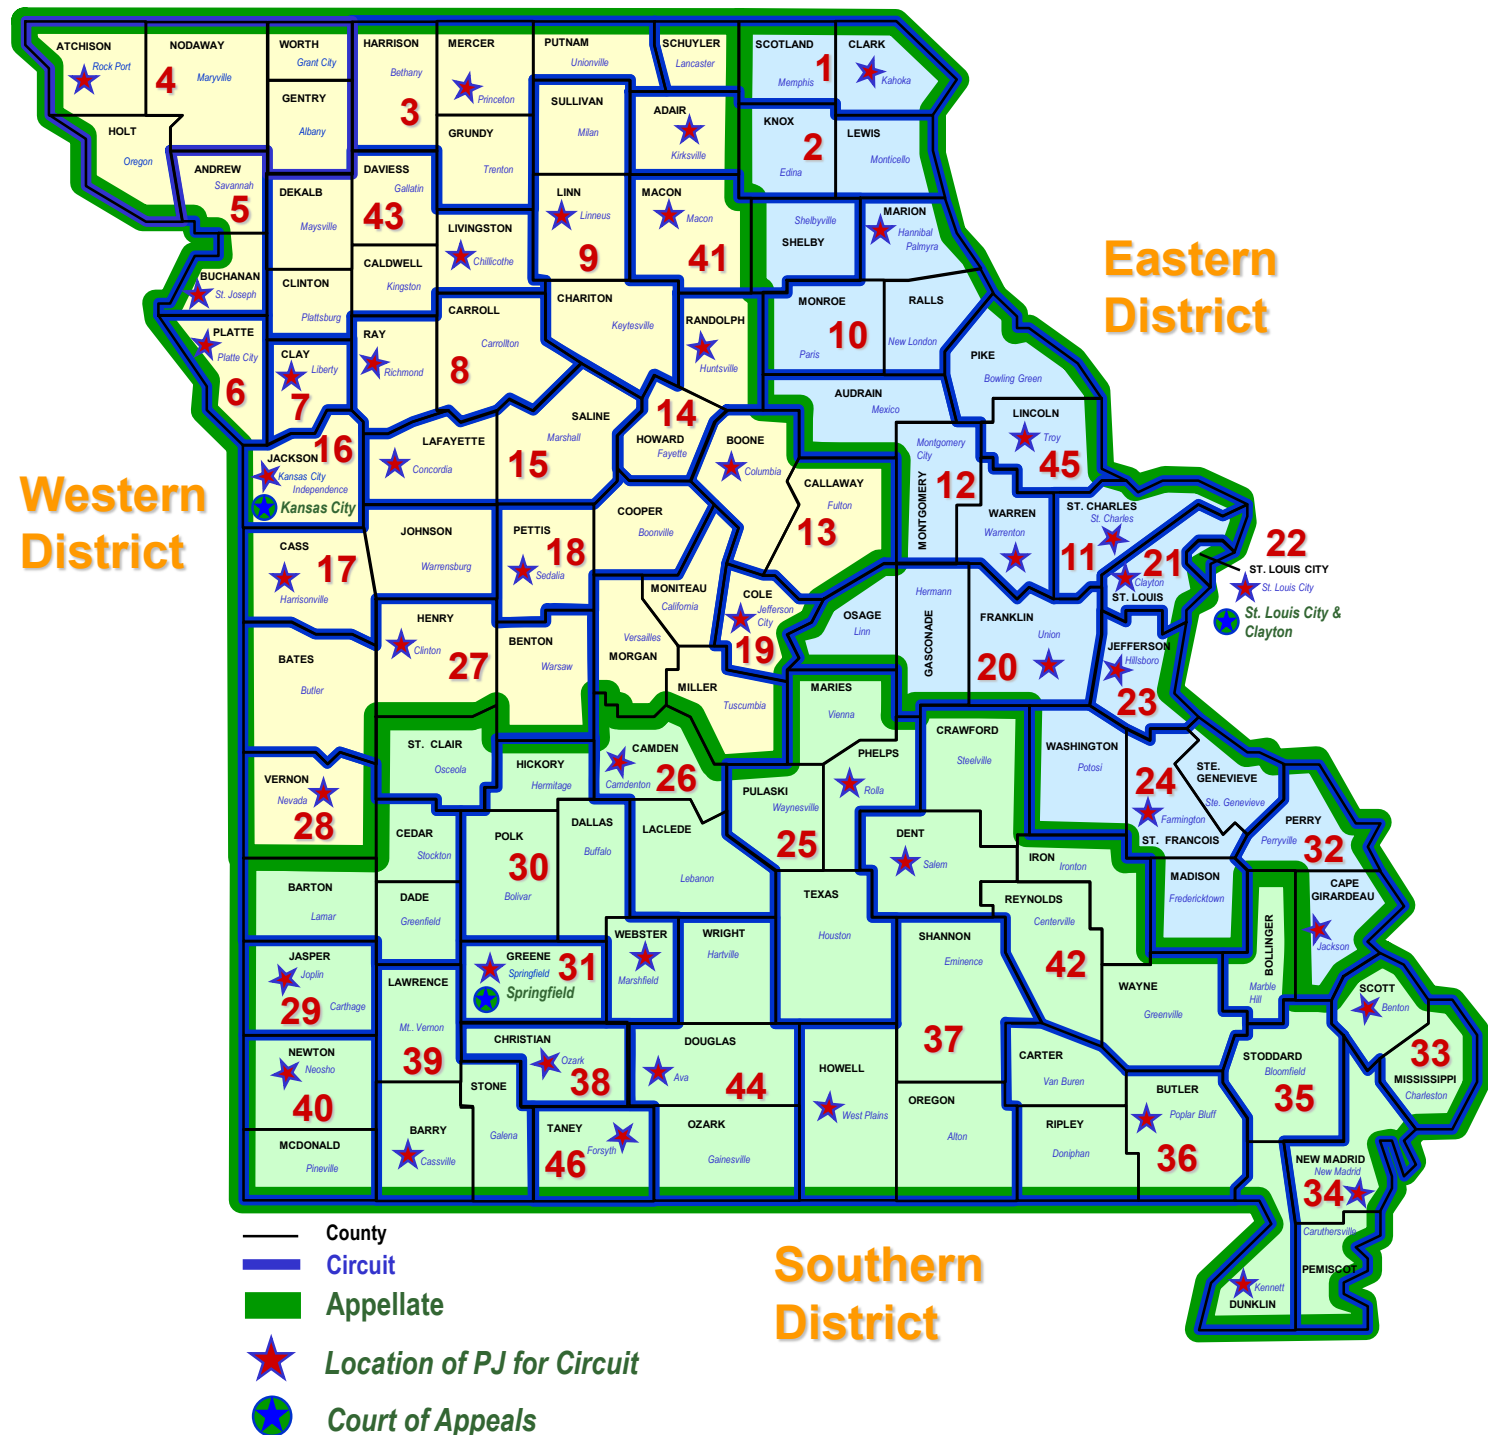 ATCHISON
Rock Port
NODAWAY
Maryville
4
WORTH
Grant City
GENTRY
Albany
HARRISON
Bethany
3
MERCER
Princeton
GRUNDY
Trenton
PUTNAM
Unionville
SULLIVAN
Milan
SCHUYLER
Lancaster
ADAIR
Kirksville
SCOTLAND
Memphis
1
CLARK
Kahoka
KNOX
Edina
2
LEWIS
Monticello
HOLT
Oregon
ANDREW
Savannah
5
DEKALB
Maysville
DAVIESS
Gallatin
43
LIVINGSTON
Chillicothe
LINN
Linneus
9
MACON
Macon
41
Shelbyville
SHELBY
MARION
Hannibal
Palmyra
BUCHANAN
St. Joseph
CLINTON
Plattsburg
CALDWELL
Kingston
CARROLL
Carrollton
8
CHARITON
Keytesville
RANDOLPH
Huntsville
MONROE
Paris
10
RALLS
New London
PIKE
Bowling Green
PLATTE
Platte City
6
CLAY
Liberty
7
RAY
Richmond
AUDRAIN
Mexico
LINCOLN
Troy
45
Eastern
District
JACKSON
16
Kansas City
Independence
Kansas City
LAFAYETTE
Concordia
SALINE
Marshall
15
14
HOWARD
Fayette
BOONE
Columbia
CALLAWAY
Fulton
13
Montgomery
City
MONTGOMERY
12
WARREN
Warrenton
ST. CHARLES
St. Charles
11
21
Clayton
ST. LOUIS
22
ST. LOUIS CITY
St. Louis City
St. Louis City &
Clayton
Western
District
CASS
Harrisonville
17
JOHNSON
Warrensburg
PETTIS
Sedalia
18
COOPER
Boonville
MONITEAU
California
COLE
Jefferson
City
19
OSAGE
Linn
Hermann
GASCONADE
FRANKLIN
Union
20
JEFFERSON
Hillsboro
23
BATES
Butler
HENRY
Clinton
27
BENTON
Warsaw
Versailles
MORGAN
MILLER
Tuscumbia
MARIES
Vienna
VERNON
Nevada
28
ST. CLAIR
Osceola
HICKORY
Hermitage
CAMDEN
Camdenton
26
PULASKI
Waynesville
25
PHELPS
Rolla
CRAWFORD
Steelville
WASHINGTON
Potosi
24
Farmington
ST. FRANCOIS
STE.
GENEVIEVE
Ste. Genevieve
PERRY
Perryville
32
CEDAR
Stockton
POLK
Bolivar
30
DALLAS
Buffalo
LACLEDE
Lebanon
DENT
Salem
IRON
Ironton
MADISON
Fredericktown
CAPE
GIRARDEAU
Jackson
BARTON
Lamar
DADE
Greenfield
TEXAS
Houston
REYNOLDS
Centerville
42
BOLLINGER
Marble
Hill
JASPER
Joplin
Carthage
29
LAWRENCE
Mt.. Vernon
39
GREENE
Springfield
31
Springfield
WEBSTER
Marshfield
WRIGHT
Hartville
SHANNON
Eminence
37
WAYNE
Greenville
SCOTT
Benton
33
MISSISSIPPI
Charleston
NEWTON
Neosho
40
CHRISTIAN
Ozark
38
DOUGLAS
Ava
44
HOWELL
West Plains
CARTER
Van Buren
STODDARD
Bloomfield
35
MCDONALD
Pineville
BARRY
Cassville
STONE
Galena
TANEY
Forsyth
46
OZARK
Gainesville
OREGON
Alton
RIPLEY
Doniphan
BUTLER
Poplar Bluff
36
NEW MADRID
New Madrid
34
Caruthersville
PEMISCOT
Kennett
DUNKLIN
Southern
District
County
Circuit
Appellate
Location of PJ for Circuit
Court of Appeals